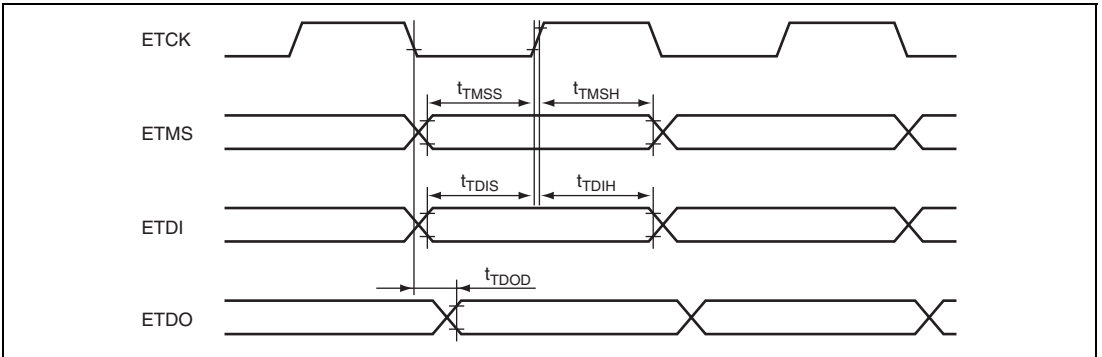 ETCK
tTMSS tTMSH
ETMS
tTDIS tTDIH
ETDI
tTDOD
ETDO